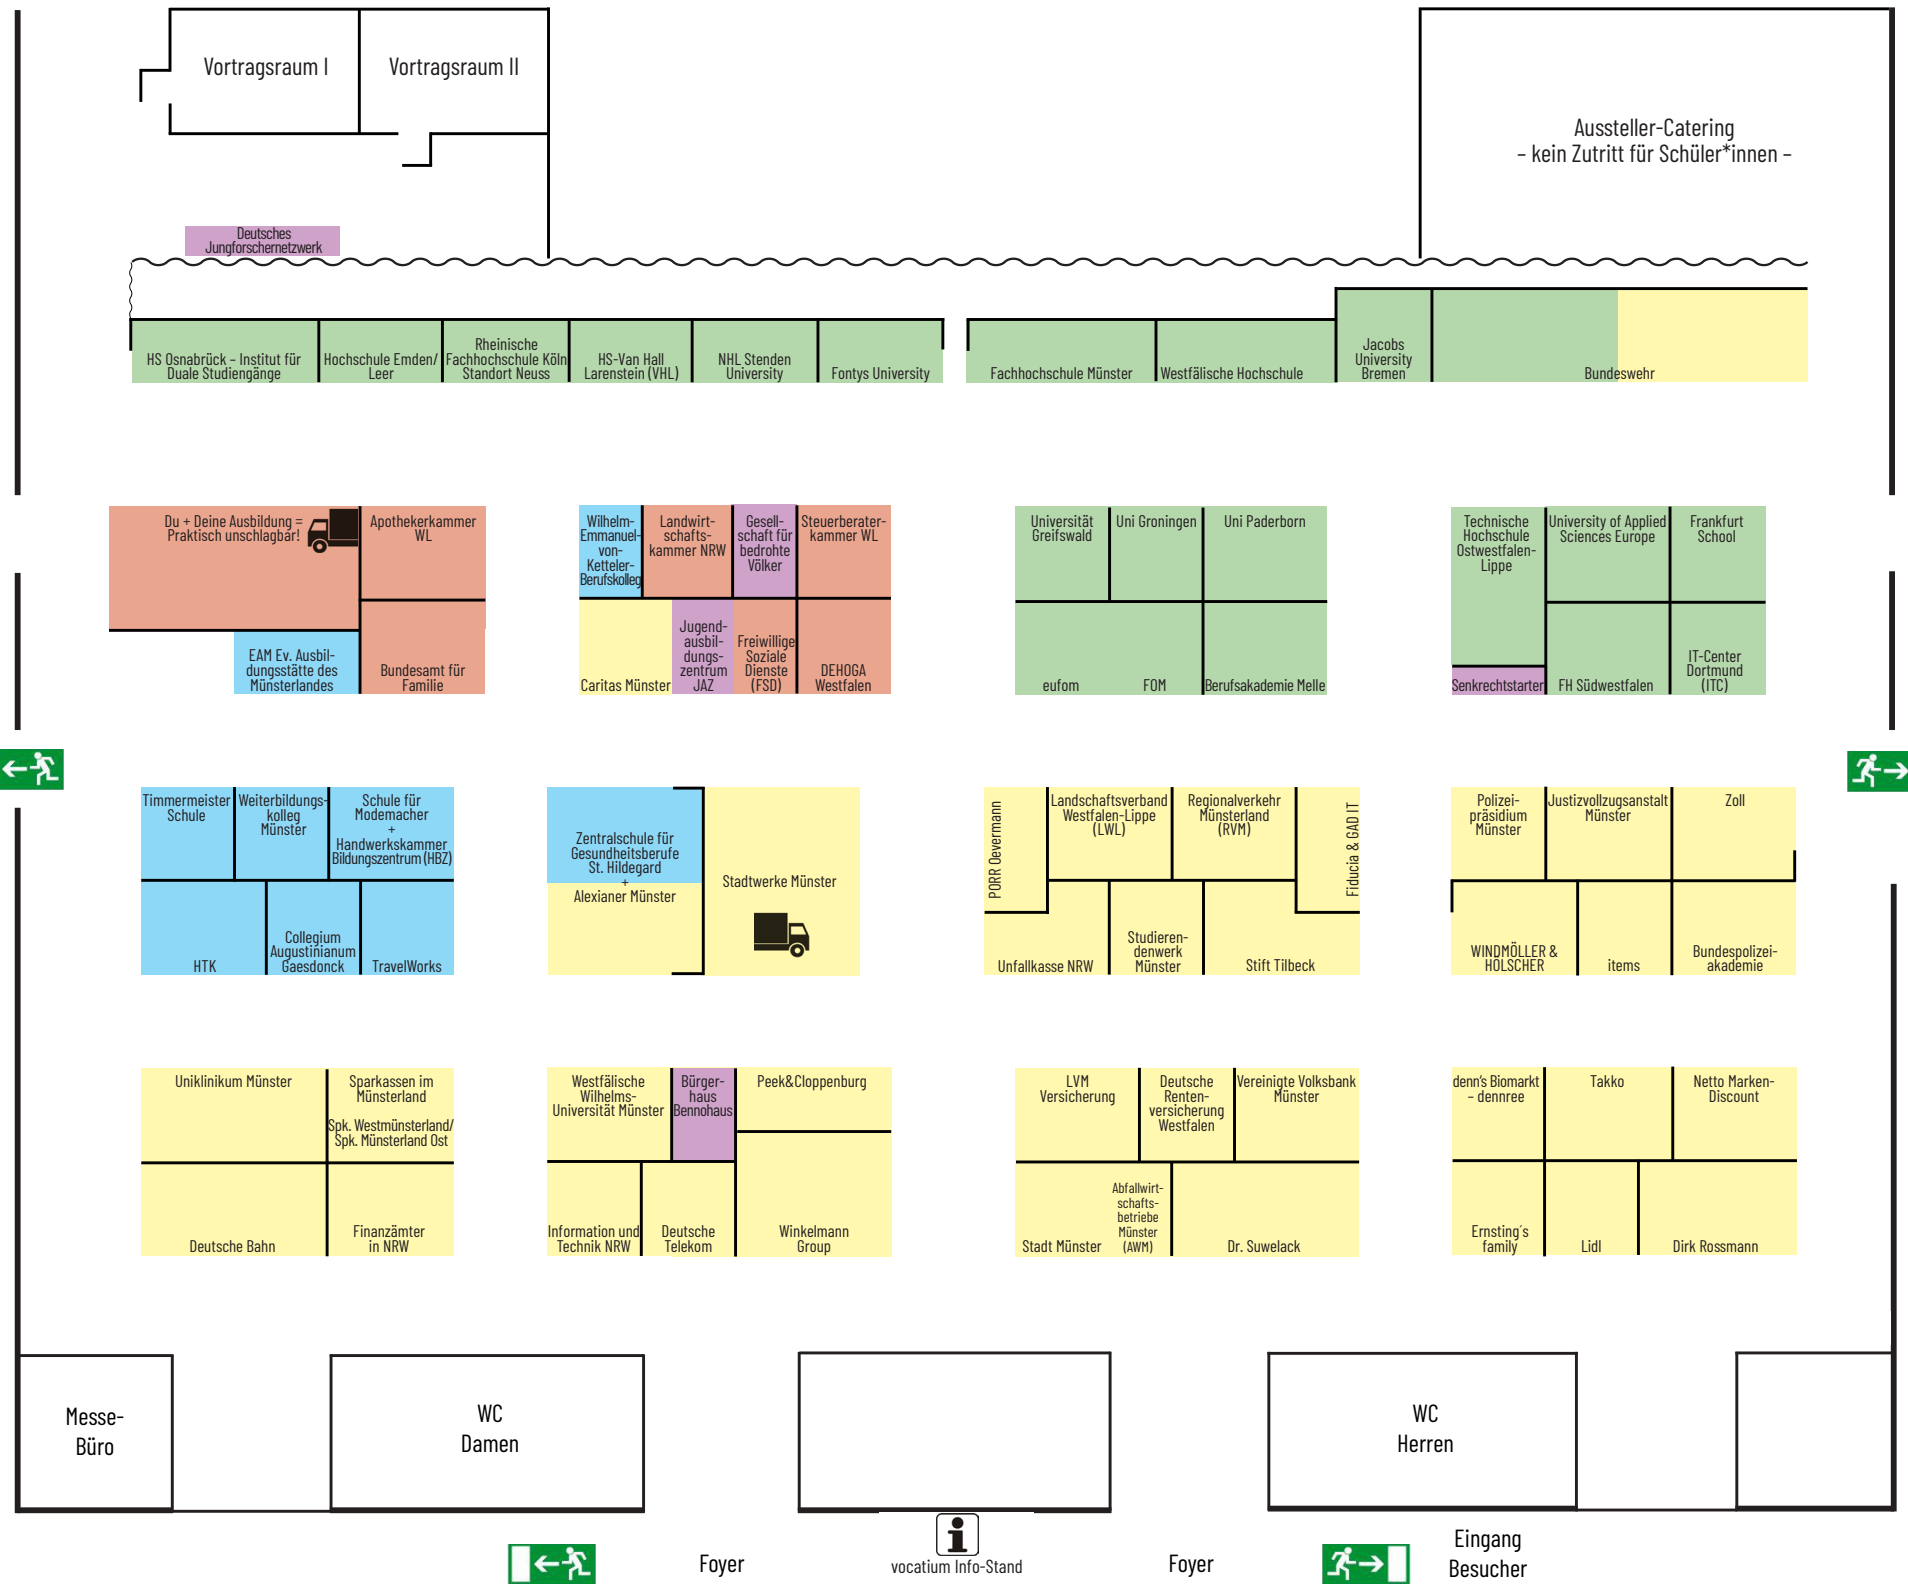 Vortragsraum I
Vortragsraum II
Aussteller-Catering
– kein Zutritt für Schüler*innen –
Deutsches
Jungforschernetzwerk
HS Osnabrück – Institut für
Duale Studiengänge
Hochschule Emden/
Leer
Rheinische
Fachhochschule Köln
Standort Neuss
HS-Van Hall
Larenstein (VHL)
NHL Stenden
University
Fontys University
Fachhochschule Münster
Westfälische Hochschule
Jacobs
University
Bremen
Bundeswehr
Du + Deine Ausbildung =
Praktisch unschlagbar!
Apothekerkammer
WL
EAM Ev. Ausbil-
dungsstätte des
Münsterlandes
Bundesamt für
Familie
Wilhelm-
Emmanuel-
von-
Ketteler-
Berufskolleg
Landwirt-
schafts-
kammer NRW
Gesell-
schaft für
bedrohte
Völker
Steuerberater-
kammer WL
Caritas Münster
Jugend-
ausbil-
dungs-
zentrum
JAZ
Freiwillige
Soziale
Dienste
(FSD)
DEHOGA
Westfalen
Universität
Greifswald
Uni Groningen
Uni Paderborn
eufom
FOM
Berufsakademie Melle
Technische
Hochschule
Ostwestfalen-
Lippe
University of Applied
Sciences Europe
Frankfurt
School
Senkrechtstarter
FH Südwestfalen
IT-Center
Dortmund
(ITC)
Timmermeister
Schule
Weiterbildungs-
kolleg
Münster
Schule für
Modemacher
+
Handwerkskammer
Bildungszentrum (HBZ)
HTK
Collegium
Augustinianum
Gaesdonck
TravelWorks
Zentralschule für
Gesundheitsberufe
St. Hildegard
+
Alexianer Münster
Stadtwerke Münster
PORR Oevermann
Landschaftsverband
Westfalen-Lippe
(LWL)
Regionalverkehr
Münsterland
(RVM)
Fiducia & GAD IT
Unfallkasse NRW
Studieren-
denwerk
Münster
Stift Tilbeck
Polizei-
präsidium
Münster
Justizvollzugsanstalt
Münster
Zoll
WINDMÖLLER &
HÖLSCHER
items
Bundespolizei-
akademie
Uniklinikum Münster
Sparkassen im
Münsterland
Spk. Westmünsterland/
Spk. Münsterland Ost
Deutsche Bahn
Finanzämter
in NRW
Westfälische
Wilhelms-
Universität Münster
Bürger-
haus
Bennohaus
Peek&Cloppenburg
Information und
Technik NRW
Deutsche
Telekom
Winkelmann
Group
LVM
Versicherung
Deutsche
Renten-
versicherung
Westfalen
Vereinigte Volksbank
Münster
Stadt Münster
Abfallwirt-
schafts-
betriebe
Münster
(AWM)
Dr. Suwelack
denn's Biomarkt
– dennree
Takko
Netto Marken-
Discount
Ernsting´s
family
Lidl
Dirk Rossmann
Messe-
Büro
WC
Damen
WC
Herren
Foyer
vocatium Info-Stand
Foyer
Eingang
Besucher